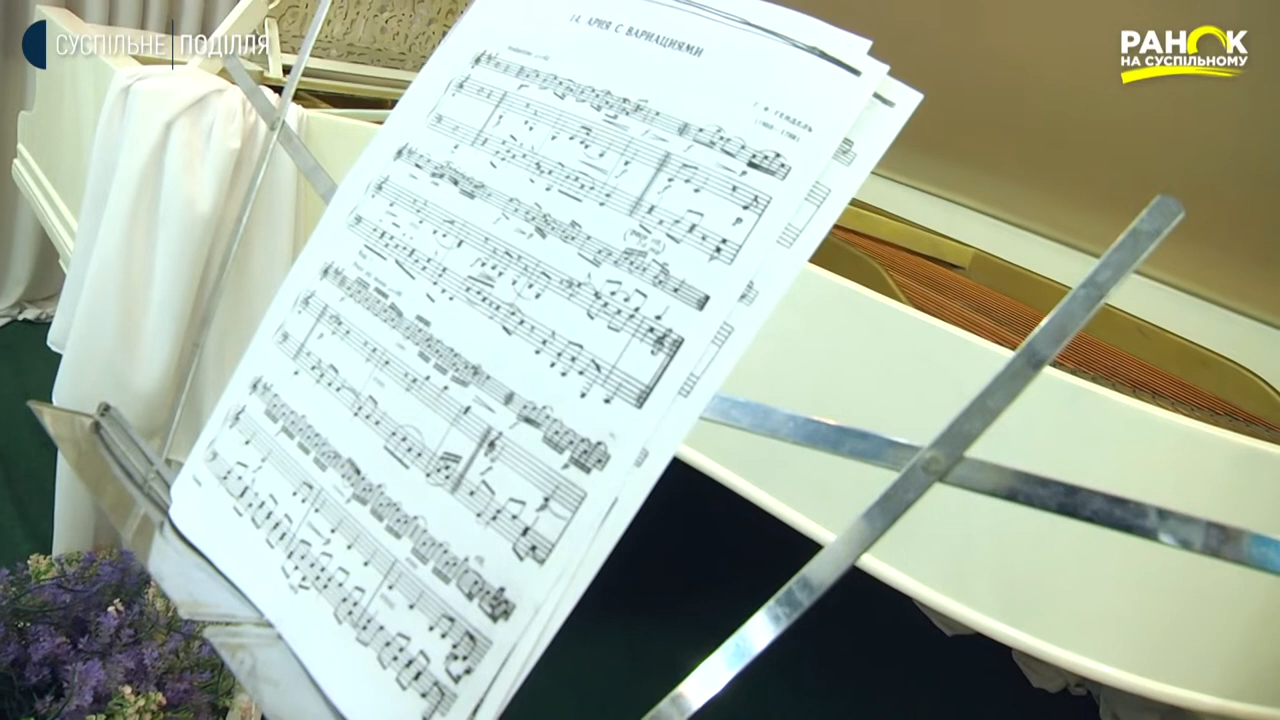 СУСПІЛЬНЕ ПОДІЛЛЯ
РАНОК
НА СУСПІЛЬНОМУ
14. АРИЯ С ВАРИАЦИЯМИ
ГЕНДЕЛЬ